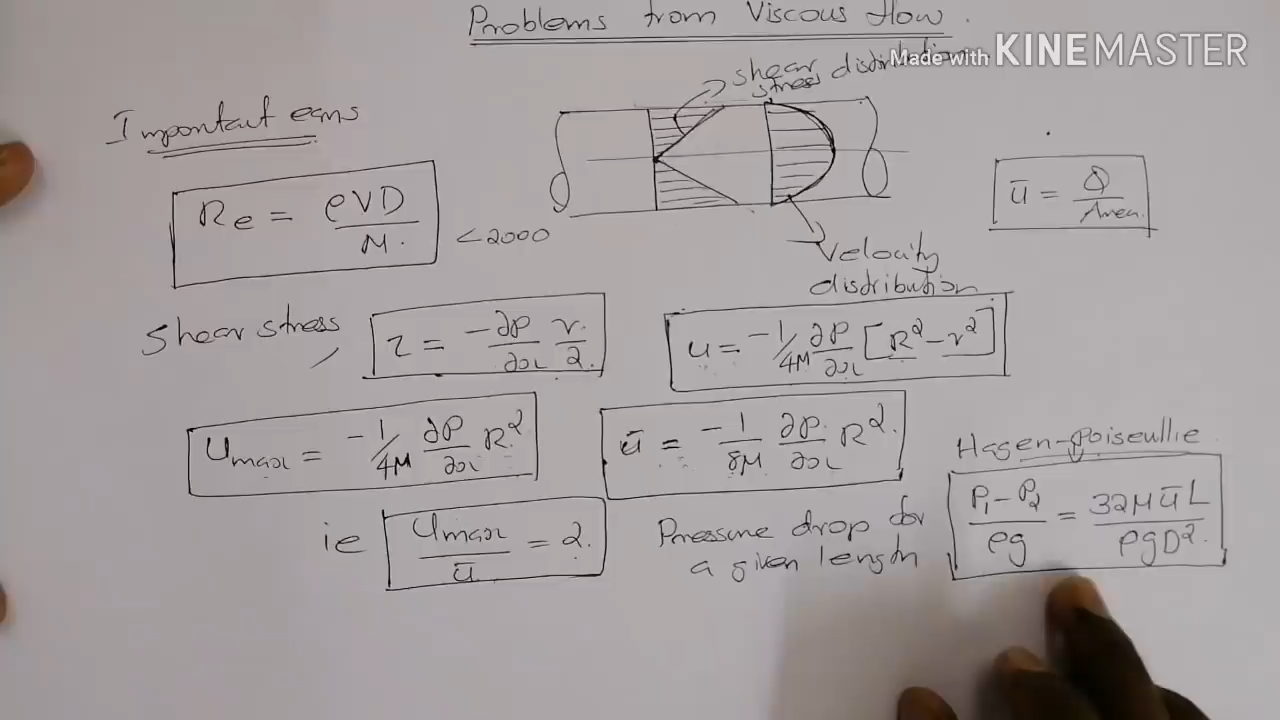 Problems from Viscous flow.
Made with KINEMASTER
shear stress distribution
Important eqns
Re = ρVD/μ. <2000
ū = Q/Area.
Velocity distribution
Shear stress, τ = -∂P/∂x r/2.
u = -1/4μ ∂P/∂x [R²-r²]
Umax = -1/4μ ∂P/∂x R²
ū = -1/8μ ∂P/∂x R².
Hagen-poiseullie
ie Umax/ū = 2.
Pressure drop for a given length
P₁-P₂/ρg = 32μūL/ρgD².